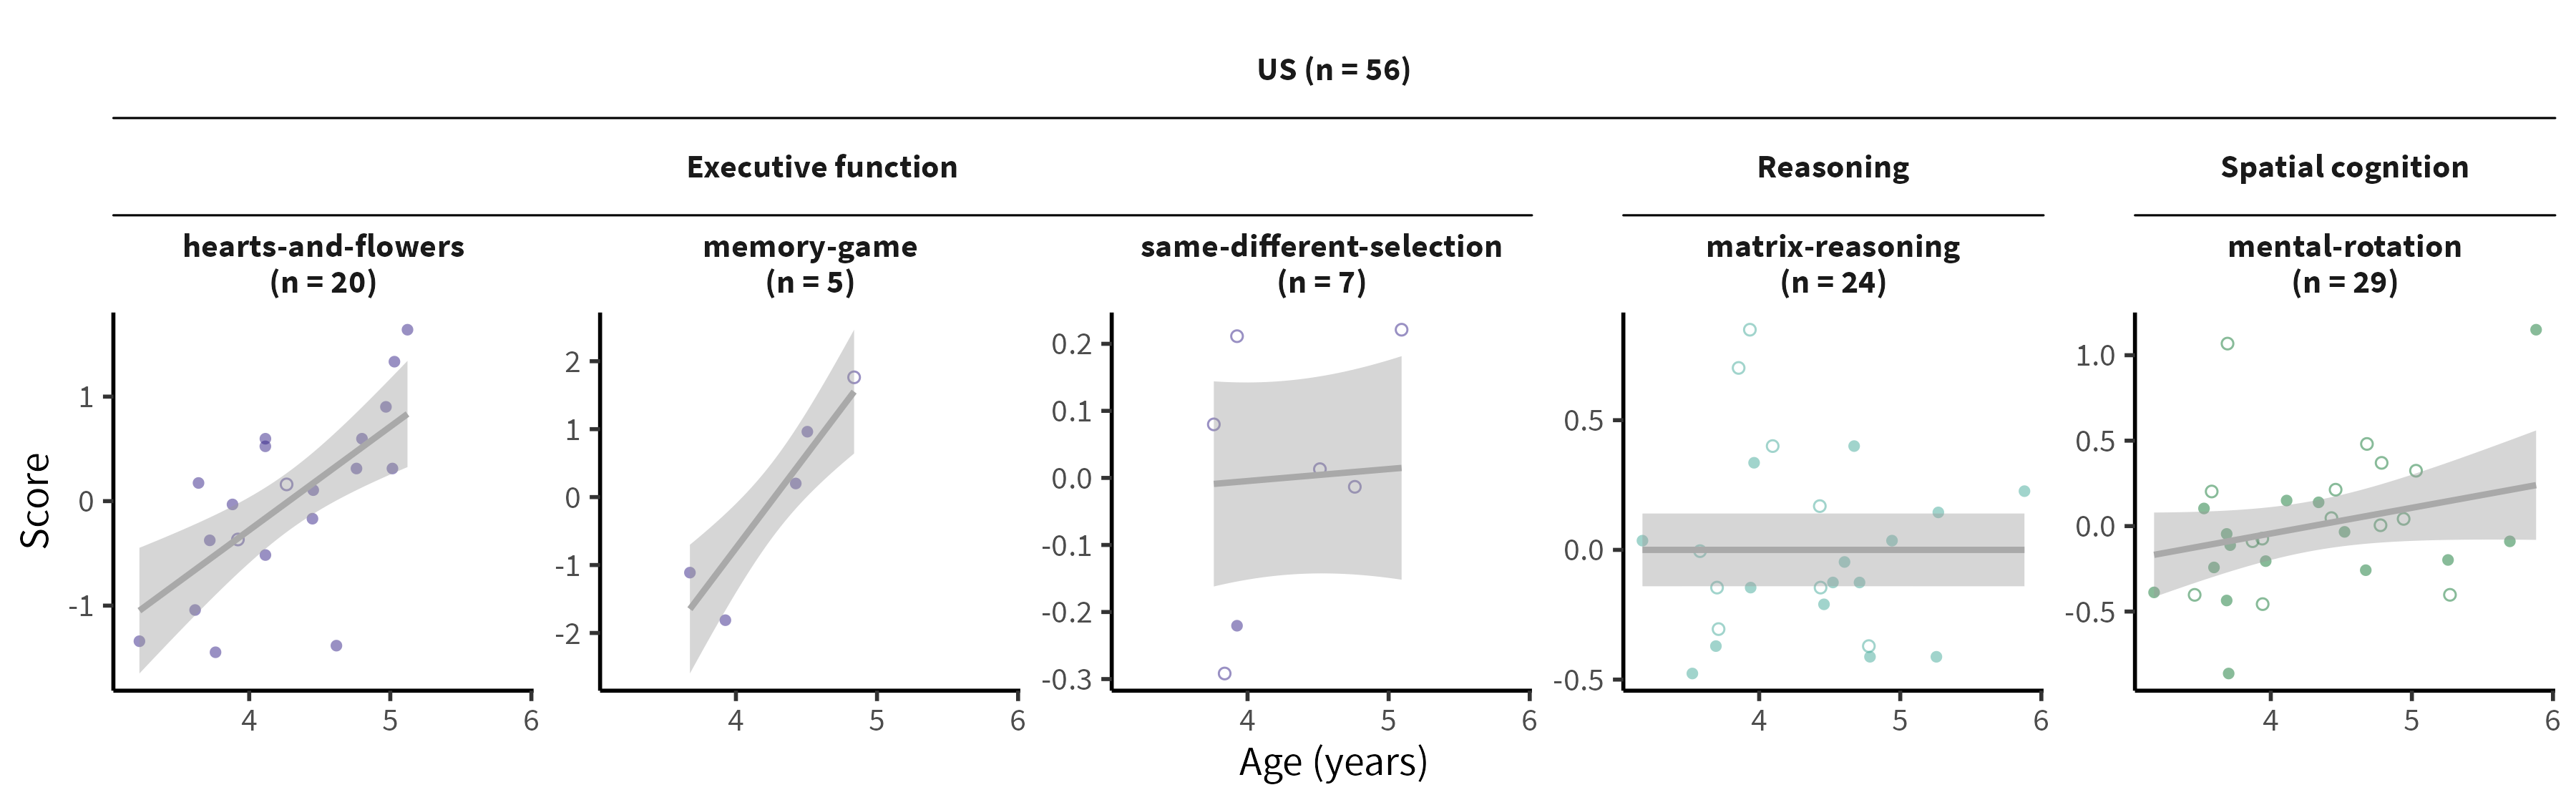 US (n = 56)
Executive function
Reasoning
Spatial cognition
hearts-and-flowers
(n = 20)
memory-game
(n = 5)
same-different-selection
(n = 7)
matrix-reasoning
(n = 24)
mental-rotation
(n = 29)
Score
1
0
-1
4 5 6
2
1
0
-1
-2
4 5 6
0.2
0.1
0.0
-0.1
-0.2
-0.3
4 5 6
0.5
0.0
-0.5
4 5 6
1.0
0.5
0.0
-0.5
4 5 6
Age (years)